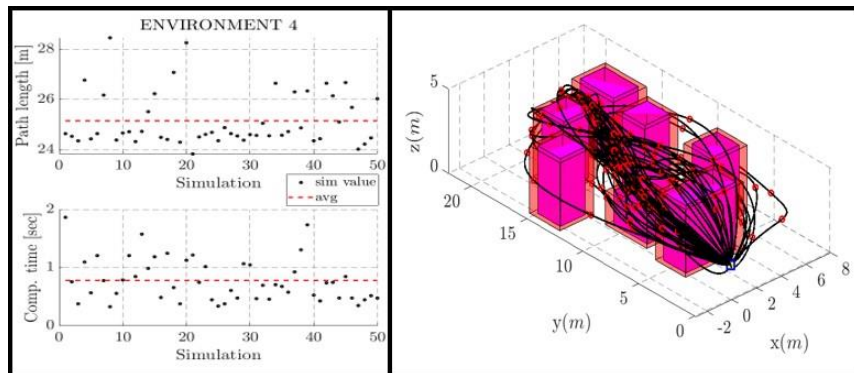 ENVIRONMENT 4
Path length [m]
28
26
24
0 10 20 30 40 50
Simulation
sim value
avg
Comp. time [sec]
2
1
0
0 10 20 30 40 50
Simulation
z(m)
5
0
20
15
10
5
0
y(m)
-2 0 2 4 6 8
x(m)